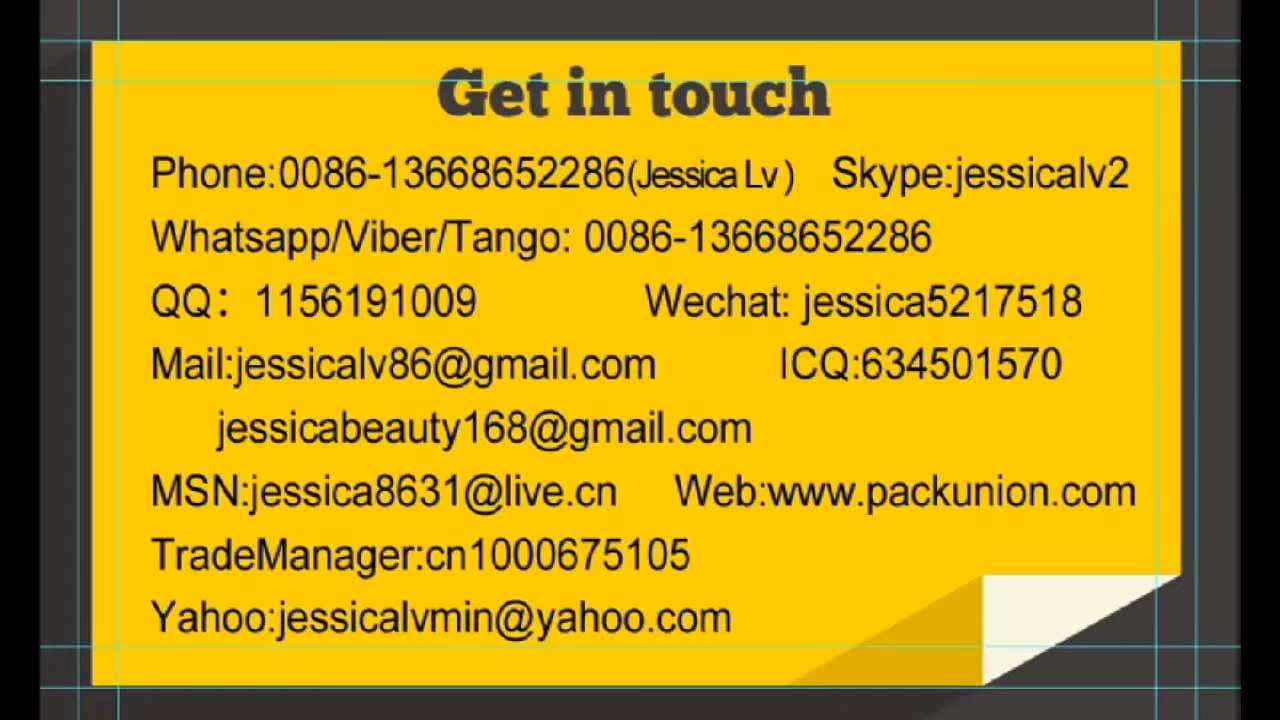 Get in touch
Phone:0086-13668652286(Jessica Lv) Skype:jessicalv2
Whatsapp/Viber/Tango: 0086-13668652286
QQ： 1156191009 Wechat: jessica5217518
Mail:jessicalv86@gmail.com ICQ:634501570
jessicabeauty168@gmail.com
MSN:jessica8631@live.cn Web:www.packunion.com
TradeManager:cn1000675105
Yahoo:jessicalvmin@yahoo.com